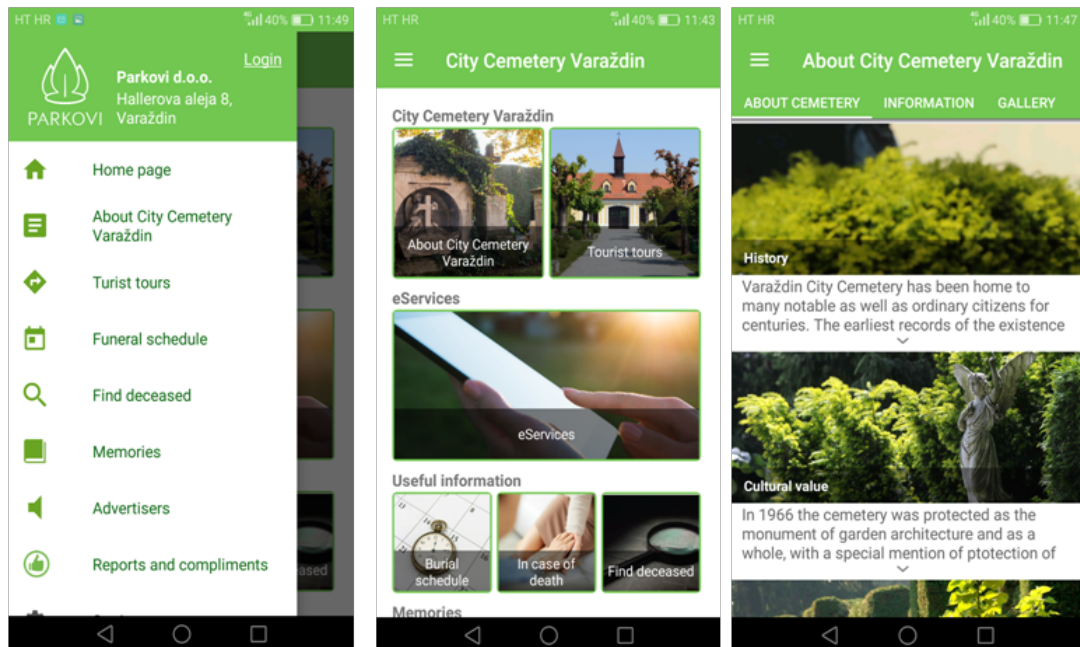 HT HR 4G 40% 11:49
Login
Parkovi d.o.o.
Hallerova aleja 8,
Varaždin
PARKOVI
Home page
About City Cemetery
Varaždin
Turist tours
Funeral schedule
Find deceased
Memories
Advertisers
Reports and compliments
HT HR 4G 40% 11:43
City Cemetery Varaždin
City Cemetery Varaždin
About City Cemetery
Varaždin
Tourist tours
eServices
eServices
Useful information
Burial
schedule
In case of
death
Find deceased
Memories
HT HR 4G 40% 11:47
About City Cemetery Varaždin
ABOUT CEMETERY INFORMATION GALLERY
History
Varaždin City Cemetery has been home to
many notable as well as ordinary citizens for
centuries. The earliest records of the existence
Cultural value
In 1966 the cemetery was protected as the
monument of garden architecture and as a
whole, with a special mention of ptotection of